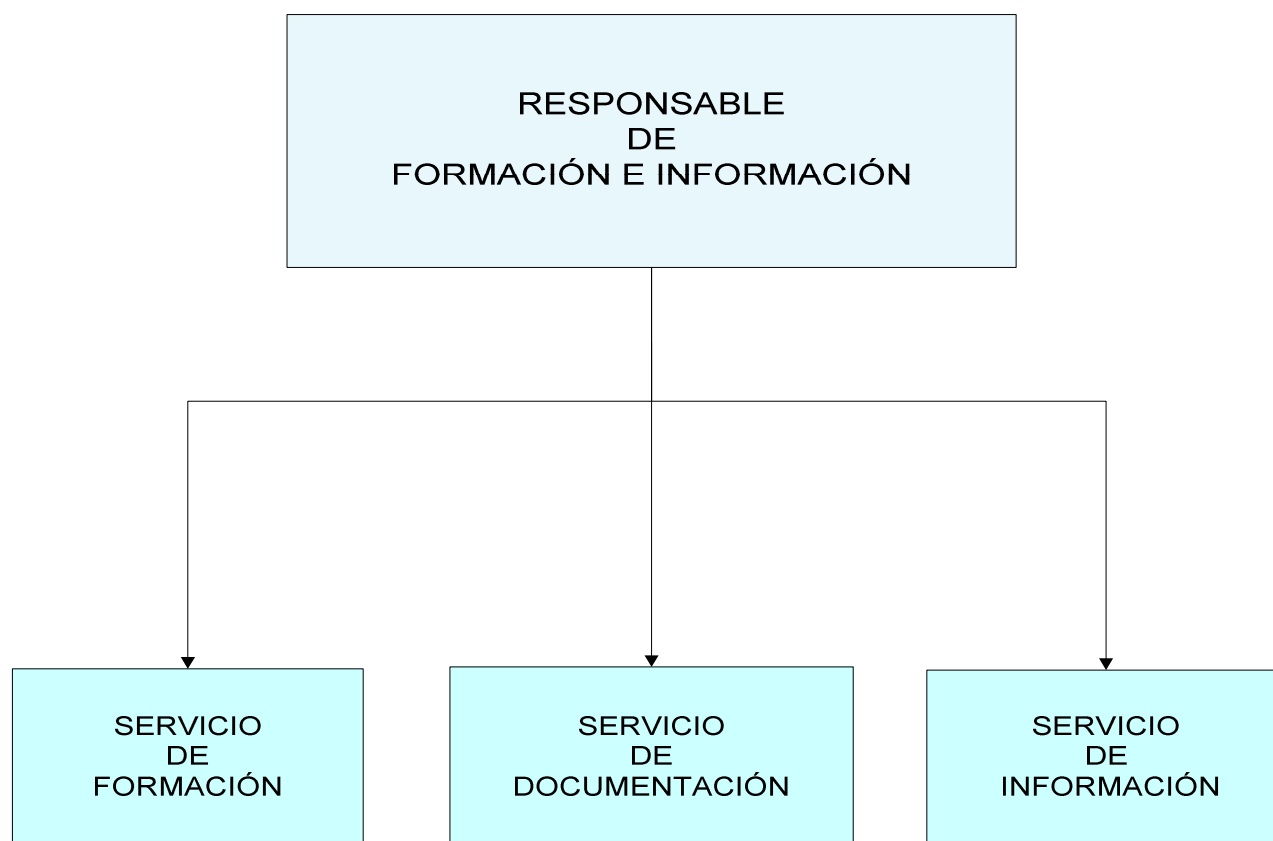 RESPONSABLE
DE
FORMACIÓN E INFORMACIÓN
SERVICIO
DE
FORMACIÓN
SERVICIO
DE
DOCUMENTACIÓN
SERVICIO
DE
INFORMACIÓN